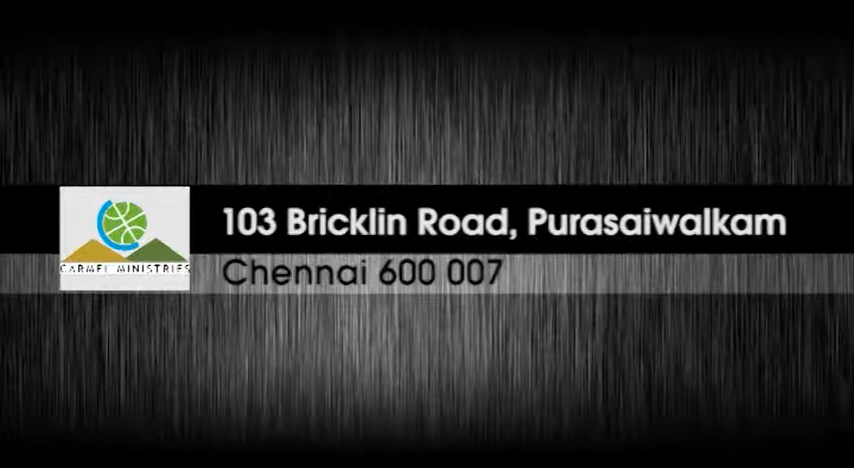 103 Bricklin Road, Purasaiwalkam
CARMEL MINISTRIES
Chennai 600 007